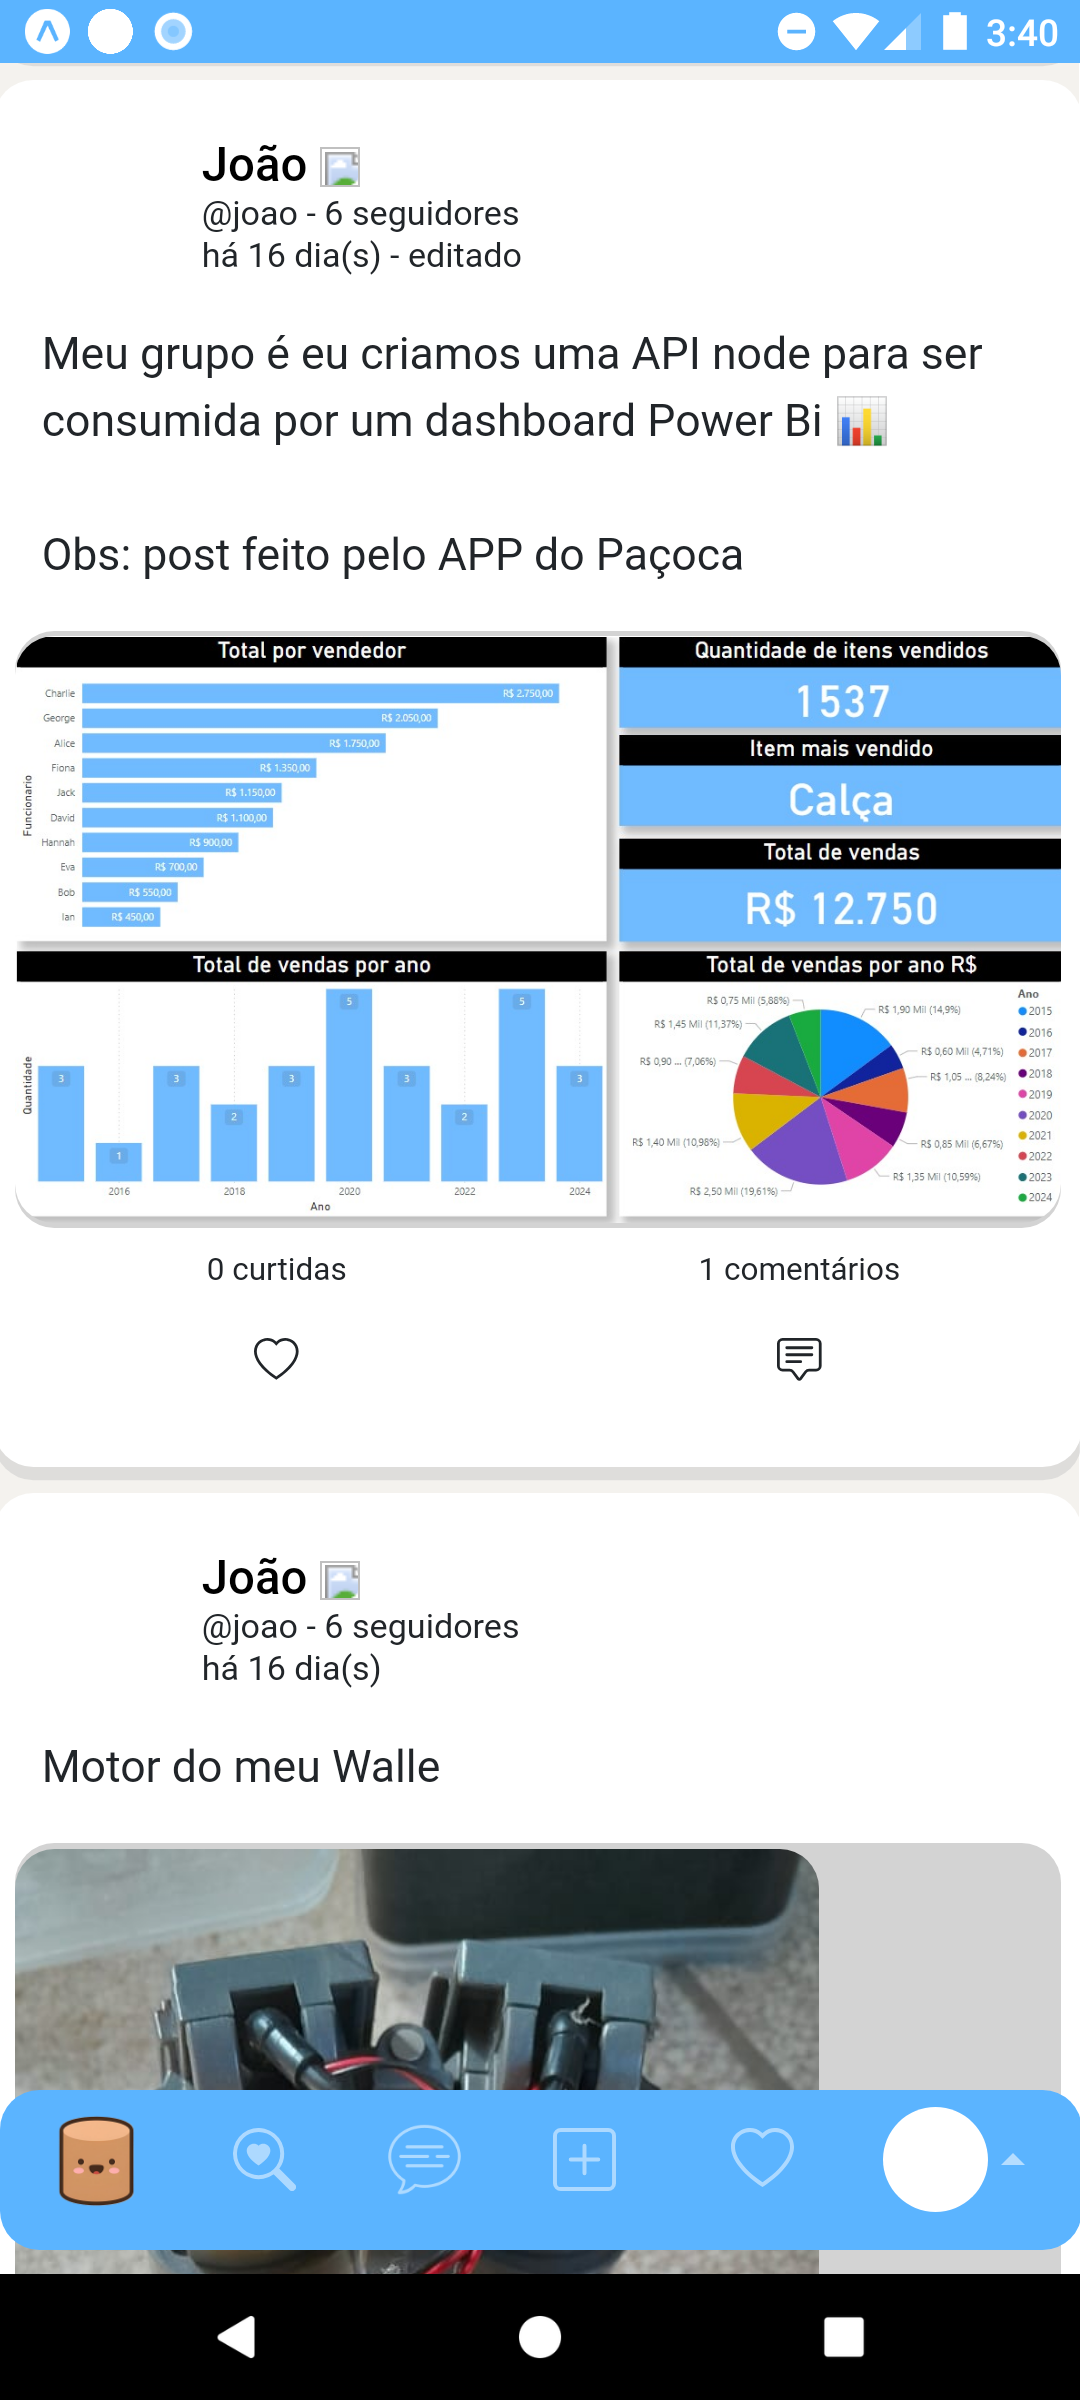 3:40
João
@joao - 6 seguidores
há 16 dia(s) - editado
Meu grupo é eu criamos uma API node para ser
consumida por um dashboard Power Bi
Obs: post feito pelo APP do Paçoca
Total por vendedor
Funcionario
Charlie R$ 2.750,00
George R$ 2.050,00
Alice R$ 1.750,00
Fiona R$ 1.350,00
Jack R$ 1.150,00
David R$ 1.100,00
Hannah R$ 900,00
Eva R$ 700,00
Bob R$ 550,00
Ian R$ 450,00
Quantidade de itens vendidos
1537
Item mais vendido
Calça
Total de vendas
R$ 12.750
Total de vendas por ano
Quantidade
3 1 3 2 3 5 3 2 5 3
2016 2018 2020 2022 2024
Ano
Total de vendas por ano R$
R$ 0,75 Mil (5,88%)
R$ 1,45 Mil (11,37%)
R$ 0,90 ... (7,06%)
R$ 1,40 Mil (10,98%)
R$ 2,50 Mil (19,61%)
R$ 1,90 Mil (14,9%)
R$ 0,60 Mil (4,71%)
R$ 1,05 ... (8,24%)
R$ 0,85 Mil (6,67%)
R$ 1,35 Mil (10,59%)
Ano
2015
2016
2017
2018
2019
2020
2021
2022
2023
2024
0 curtidas
1 comentários
João
@joao - 6 seguidores
há 16 dia(s)
Motor do meu Walle